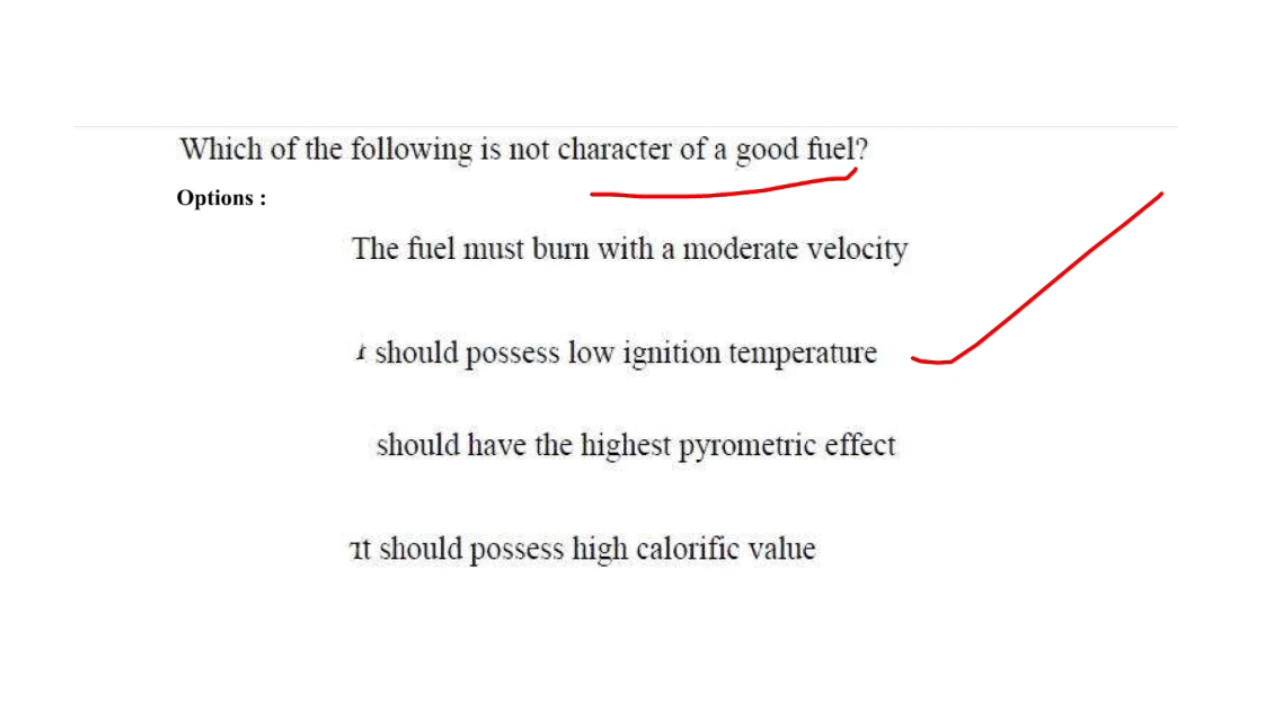 Which of the following is not character of a good fuel?
Options :
The fuel must burn with a moderate velocity
should possess low ignition temperature
should have the highest pyrometric effect
It should possess high calorific value